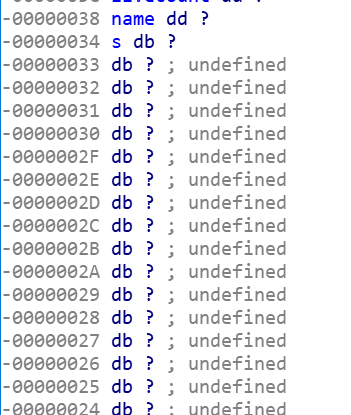 -00000038 name dd ?
-00000034 s db ?
-00000033 db ? ; undefined
-00000032 db ? ; undefined
-00000031 db ? ; undefined
-00000030 db ? ; undefined
-0000002F db ? ; undefined
-0000002E db ? ; undefined
-0000002D db ? ; undefined
-0000002C db ? ; undefined
-0000002B db ? ; undefined
-0000002A db ? ; undefined
-00000029 db ? ; undefined
-00000028 db ? ; undefined
-00000027 db ? ; undefined
-00000026 db ? ; undefined
-00000025 db ? ; undefined
-00000024 db ? ; undefined